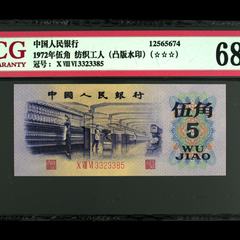 CG
GUARANTY
中国人民银行
1972年伍角 纺织工人（凸版水印）（☆☆☆）
冠号：X VIII VI 3323385
12565674
68
中国人民银行
伍角
5
WU
JIAO
X VIII VI 3323385